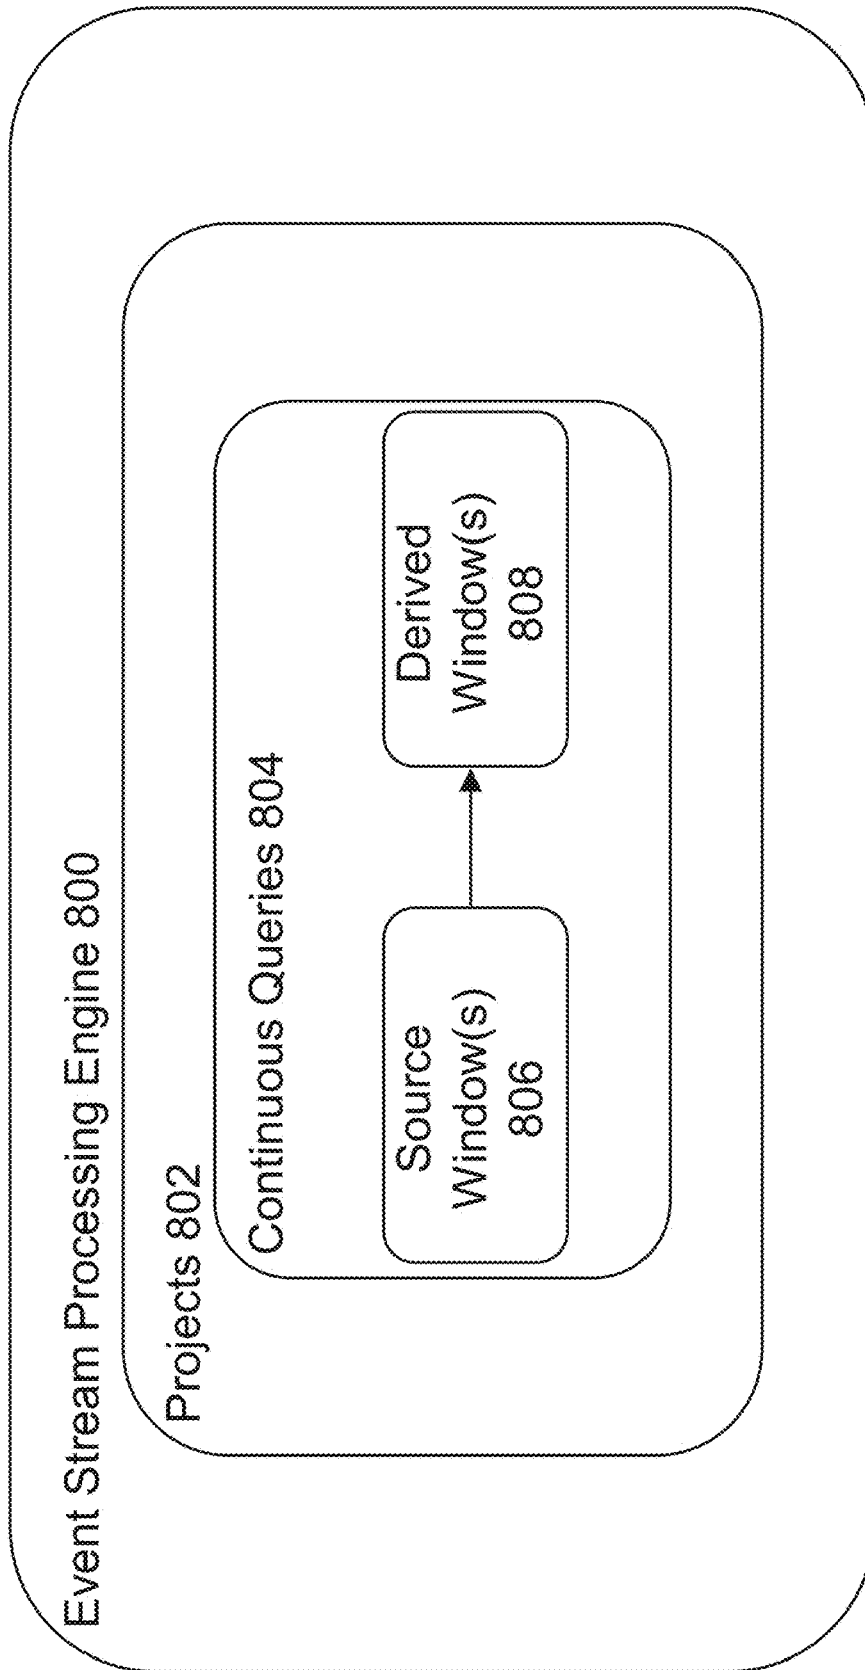 Event Stream Processing Engine 800
Projects 802
Continuous Queries 804
Source
Window(s)
806
Derived
Window(s)
808